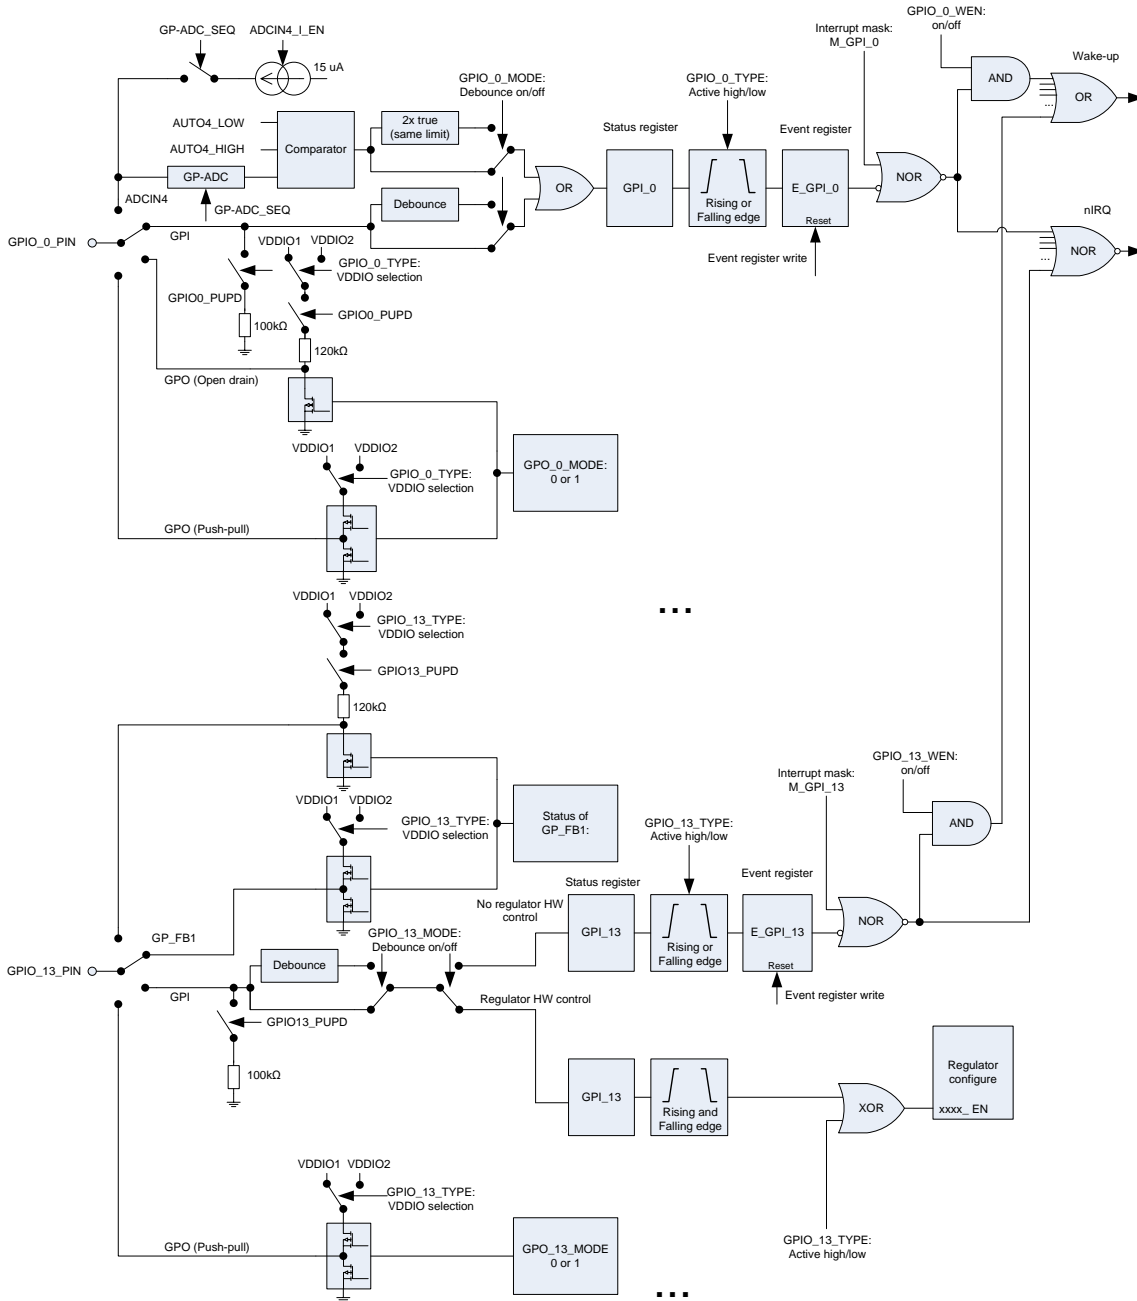 GPIO_0_WEN:
on/off
GP-ADC_SEQ
ADCIN4_I_EN
Interrupt mask:
M_GPI_0
Wake-up
15 uA
GPIO_0_MODE:
Debounce on/off
GPIO_0_TYPE:
Active high/low
AND
OR
...
AUTO4_LOW
AUTO4_HIGH
Comparator
2x true
(same limit)
Status register
Event register
GP-ADC
ADCIN4
GP-ADC_SEQ
OR
GPI_0
Rising or
Falling edge
E_GPI_0
Reset
NOR
Debounce
nIRQ
GPIO_0_PIN
GPI
VDDIO1
VDDIO2
GPIO_0_TYPE:
VDDIO selection
Event register write
NOR
...
GPIO0_PUPD
GPIO0_PUPD
100kΩ
120kΩ
GPO (Open drain)
VDDIO1
VDDIO2
GPIO_0_TYPE:
VDDIO selection
GPO_0_MODE:
0 or 1
GPO (Push-pull)
VDDIO1
VDDIO2
GPIO_13_TYPE:
VDDIO selection
...
GPIO13_PUPD
120kΩ
GPIO_13_WEN:
on/off
Interrupt mask:
M_GPI_13
VDDIO1
VDDIO2
GPIO_13_TYPE:
VDDIO selection
Status of
GP_FB1:
GPIO_13_TYPE:
Active high/low
AND
Status register
Event register
No regulator HW
control
GPI_13
Rising or
Falling edge
E_GPI_13
Reset
NOR
GP_FB1
GPIO_13_MODE:
Debounce on/off
GPIO_13_PIN
Debounce
GPI
Regulator HW control
Event register write
GPIO13_PUPD
100kΩ
GPI_13
Rising and
Falling edge
XOR
Regulator
configure
xxxx_ EN
VDDIO1
VDDIO2
GPIO_13_TYPE:
VDDIO selection
GPO (Push-pull)
GPO_13_MODE
0 or 1
GPIO_13_TYPE:
Active high/low
...